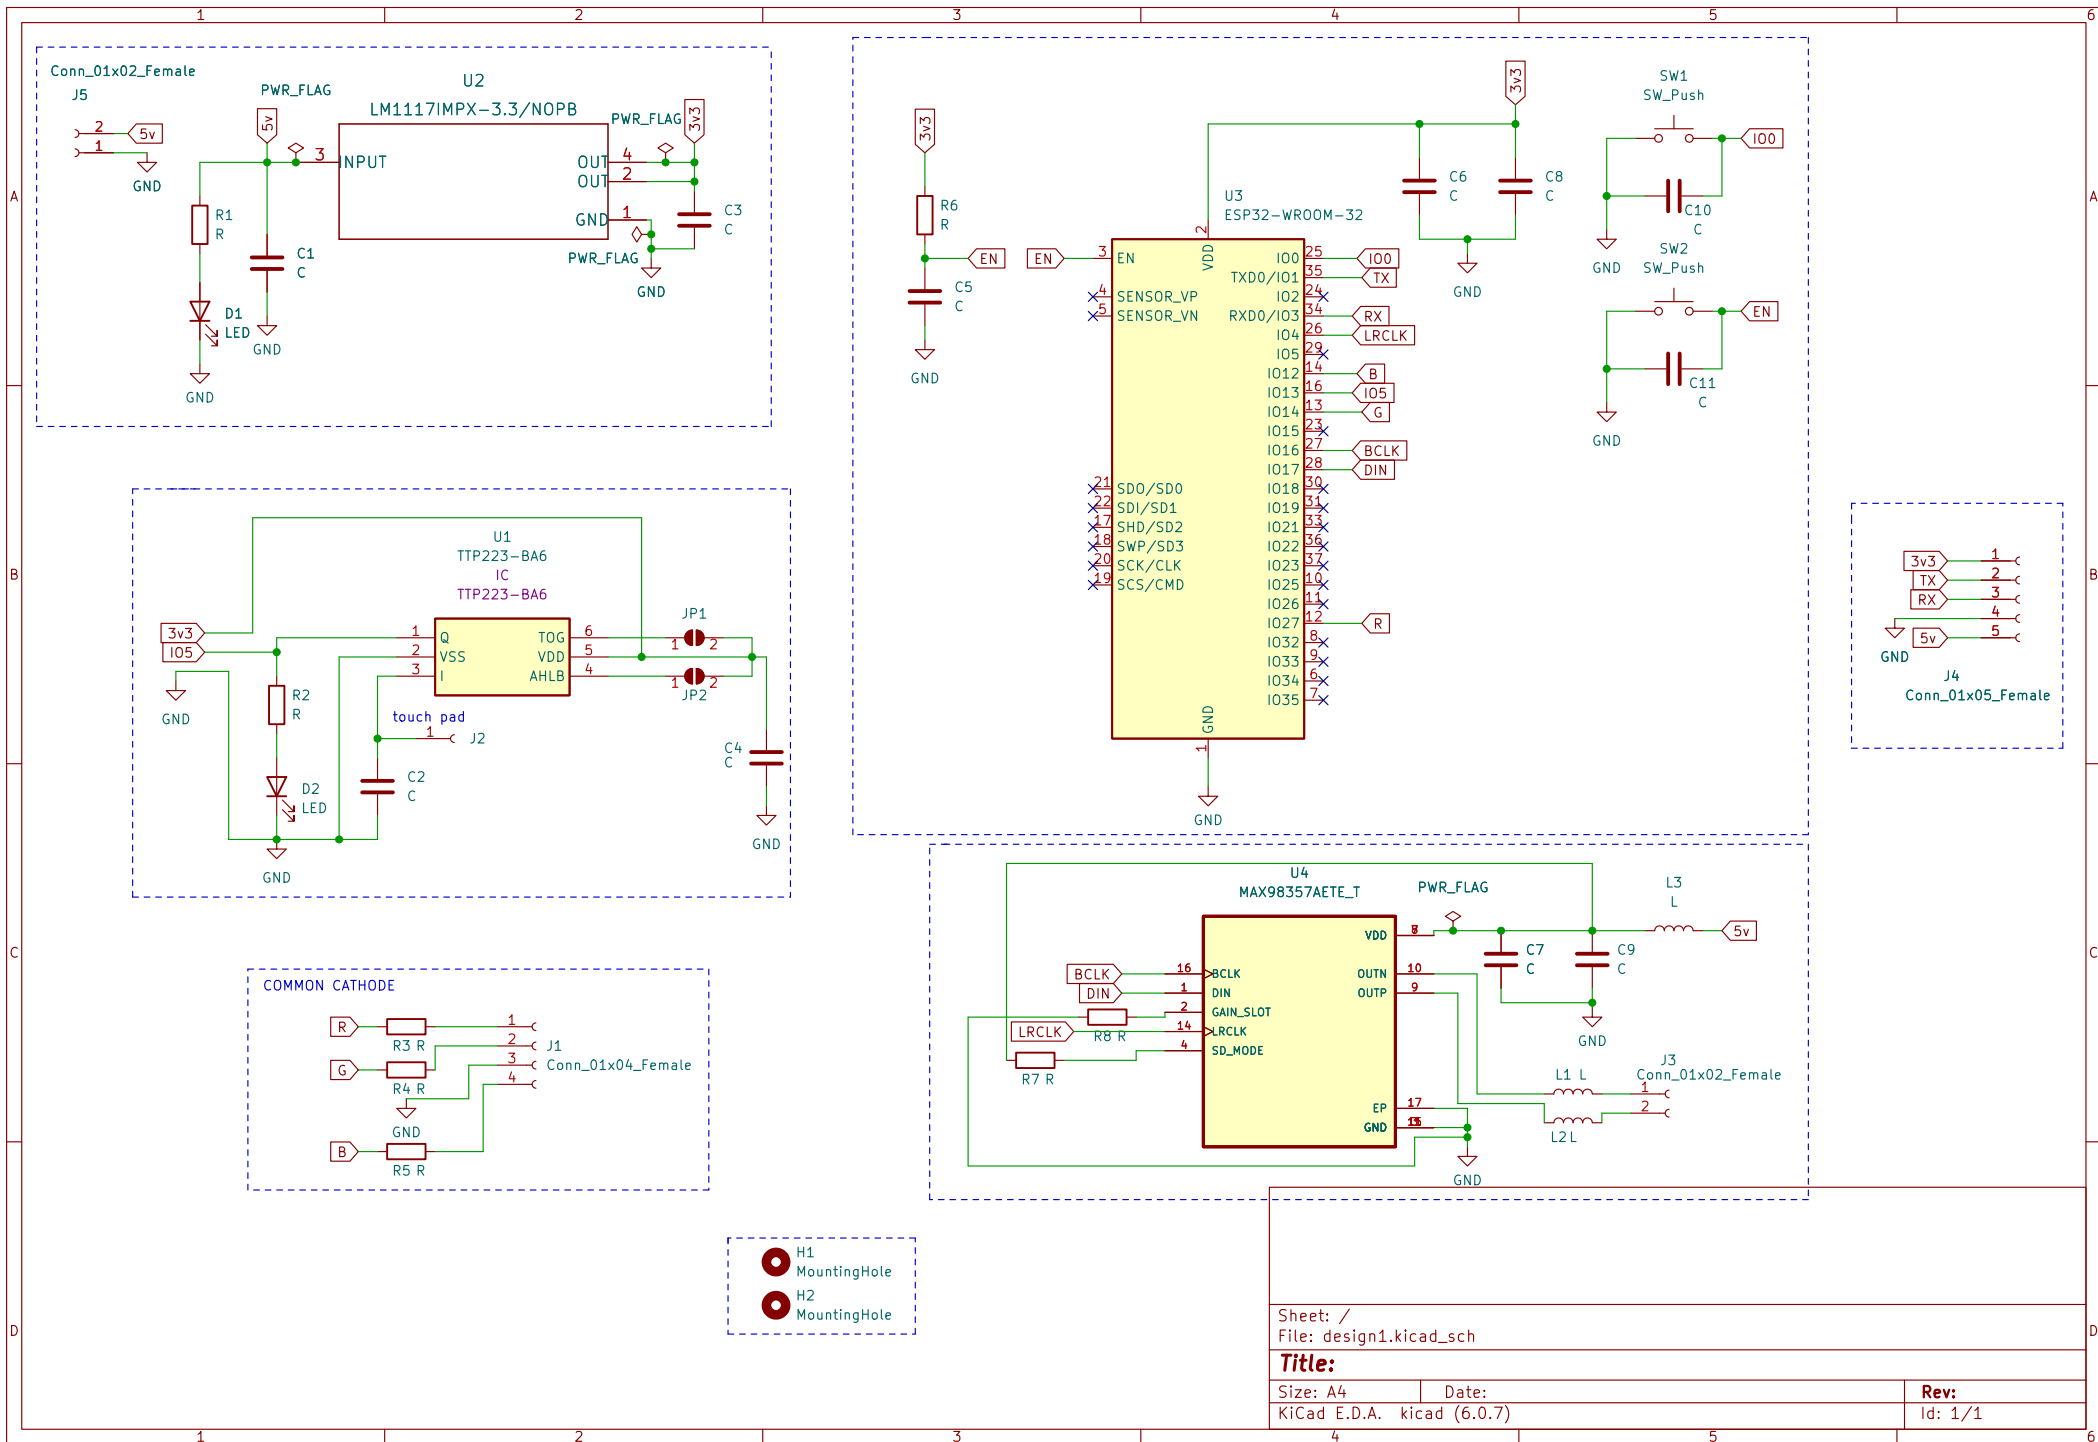 1 2 3 4 5 6
A
B
C
D
Conn_01x02_Female
J5
2
1
5v
GND
PWR_FLAG
5v
U2
LM1117IMPX-3.3/NOPB
3 INPUT
OUT 4
OUT 2
GND 1
PWR_FLAG
3v3
PWR_FLAG
GND
C3
C
R1
R
C1
C
D1
LED
GND
GND
3v3
R6
R
EN
C5
C
GND
U3
ESP32-WROOM-32
2
VDD
EN 3 EN
4 SENSOR_VP
5 SENSOR_VN
21 SDO/SD0
22 SDI/SD1
17 SHD/SD2
18 SWP/SD3
20 SCK/CLK
19 SCS/CMD
IO0 25 IO0
TXD0/IO1 35 TX
IO2 24
RXD0/IO3 34 RX
IO4 26 LRCLK
IO5 29
IO12 14 B
IO13 16 IO5
IO14 13 G
IO15 23
IO16 27 BCLK
IO17 28 DIN
IO18 30
IO19 31
IO21 33
IO22 36
IO23 37
IO25 10
IO26 11
IO27 12 R
IO32 8
IO33 9
IO34 6
IO35 7
GND
1
GND
3v3
C6
C
C8
C
GND
SW1
SW_Push
IO0
C10
C
GND
SW2
SW_Push
EN
C11
C
GND
3v3 1
TX 2
RX 3
4
5v 5
GND
J4
Conn_01x05_Female
U1
TTP223-BA6
IC
TTP223-BA6
3v3
IO5
GND
1 Q
2 VSS
3 I
TOG 6
VDD 5
AHLB 4
JP1
1 2
1 2
JP2
R2
R
touch pad
1 J2
D2
LED
C2
C
C4
C
GND
GND
COMMON CATHODE
R
R3 R
G
R4 R
GND
B
R5 R
1
2
3
4
J1
Conn_01x04_Female
U4
MAX98357AETE_T
PWR_FLAG
L3
L
5v
BCLK 16 BCLK
DIN 1 DIN
2 GAIN_SLOT
LRCLK 14 LRCLK
4 SD_MODE
R8 R
R7 R
VDD
OUTN 10
OUTP 9
EP 17
GND
C7
C
C9
C
GND
L1 L
L2 L
J3
Conn_01x02_Female
1
2
GND
H1
MountingHole
H2
MountingHole
Sheet: /
File: design1.kicad_sch
Title:
Size: A4 Date: Rev:
KiCad E.D.A. kicad (6.0.7) Id: 1/1
A
B
C
D
1 2 3 4 5 6